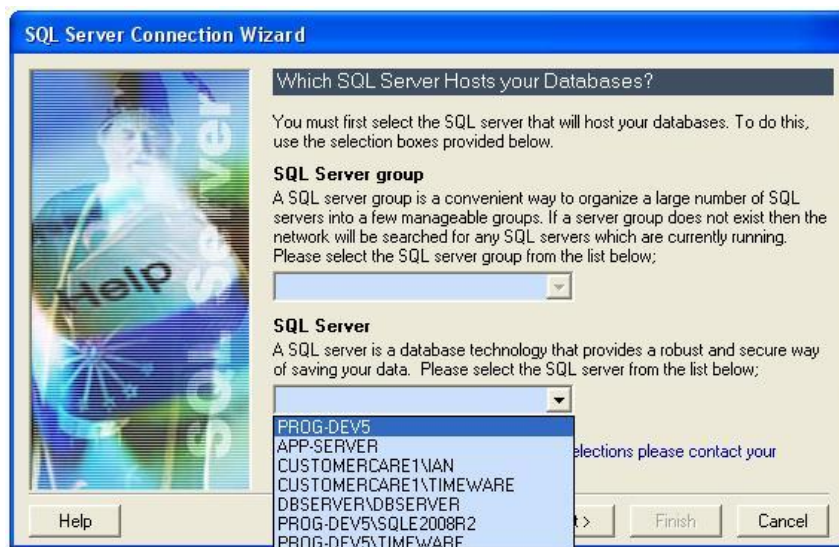 SQL Server Connection Wizard
Which SQL Server Hosts your Databases?
You must first select the SQL server that will host your databases. To do this,
use the selection boxes provided below.
SQL Server group
A SQL server group is a convenient way to organize a large number of SQL
servers into a few manageable groups. If a server group does not exist then the
network will be searched for any SQL servers which are currently running.
Please select the SQL server group from the list below;
SQL Server
A SQL server is a database technology that provides a robust and secure way
of saving your data. Please select the SQL server from the list below;
PROG-DEV5
APP-SERVER
CUSTOMERCARE1\IAN
CUSTOMERCARE1\TIMEWARE
DBSERVER\DBSERVER
PROG-DEV5\SQLE2008R2
PROG-DEV5\TIMEWARE
elections please contact your
Help
SQL Server
Help
t >
Finish
Cancel